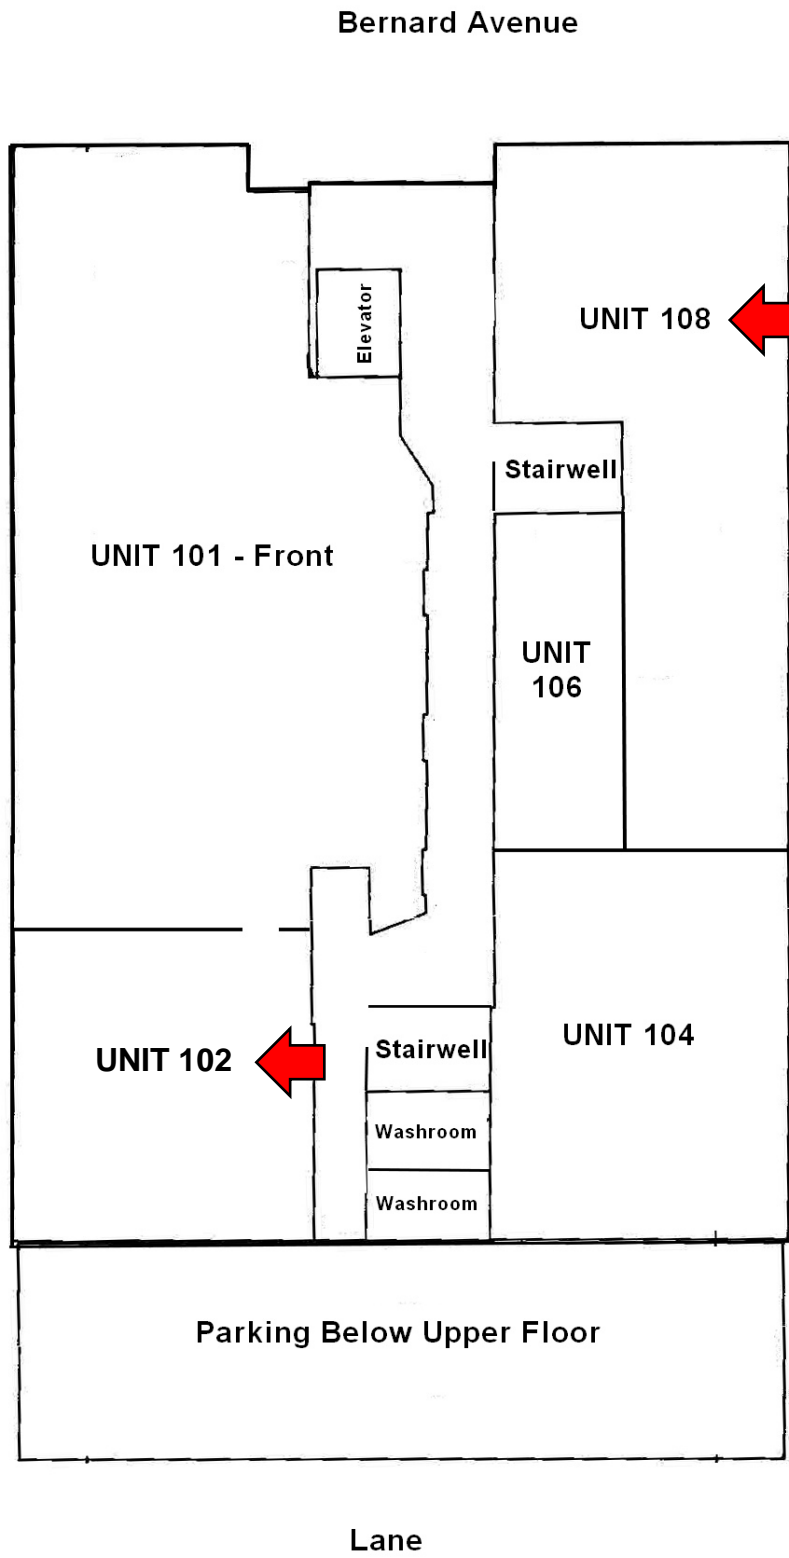 Bernard Avenue
Elevator
UNIT 108
Stairwell
UNIT 101 - Front
UNIT
106
UNIT 104
UNIT 102
Stairwell
Washroom
Washroom
Parking Below Upper Floor
Lane